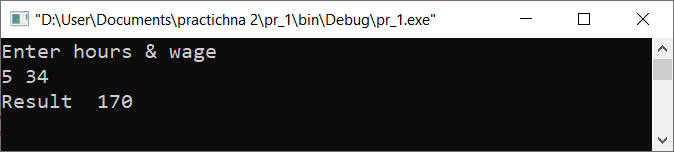 "D:\User\Documents\practichna 2\pr_1\bin\Debug\pr_1.exe"
Enter hours & wage
5 34
Result  170